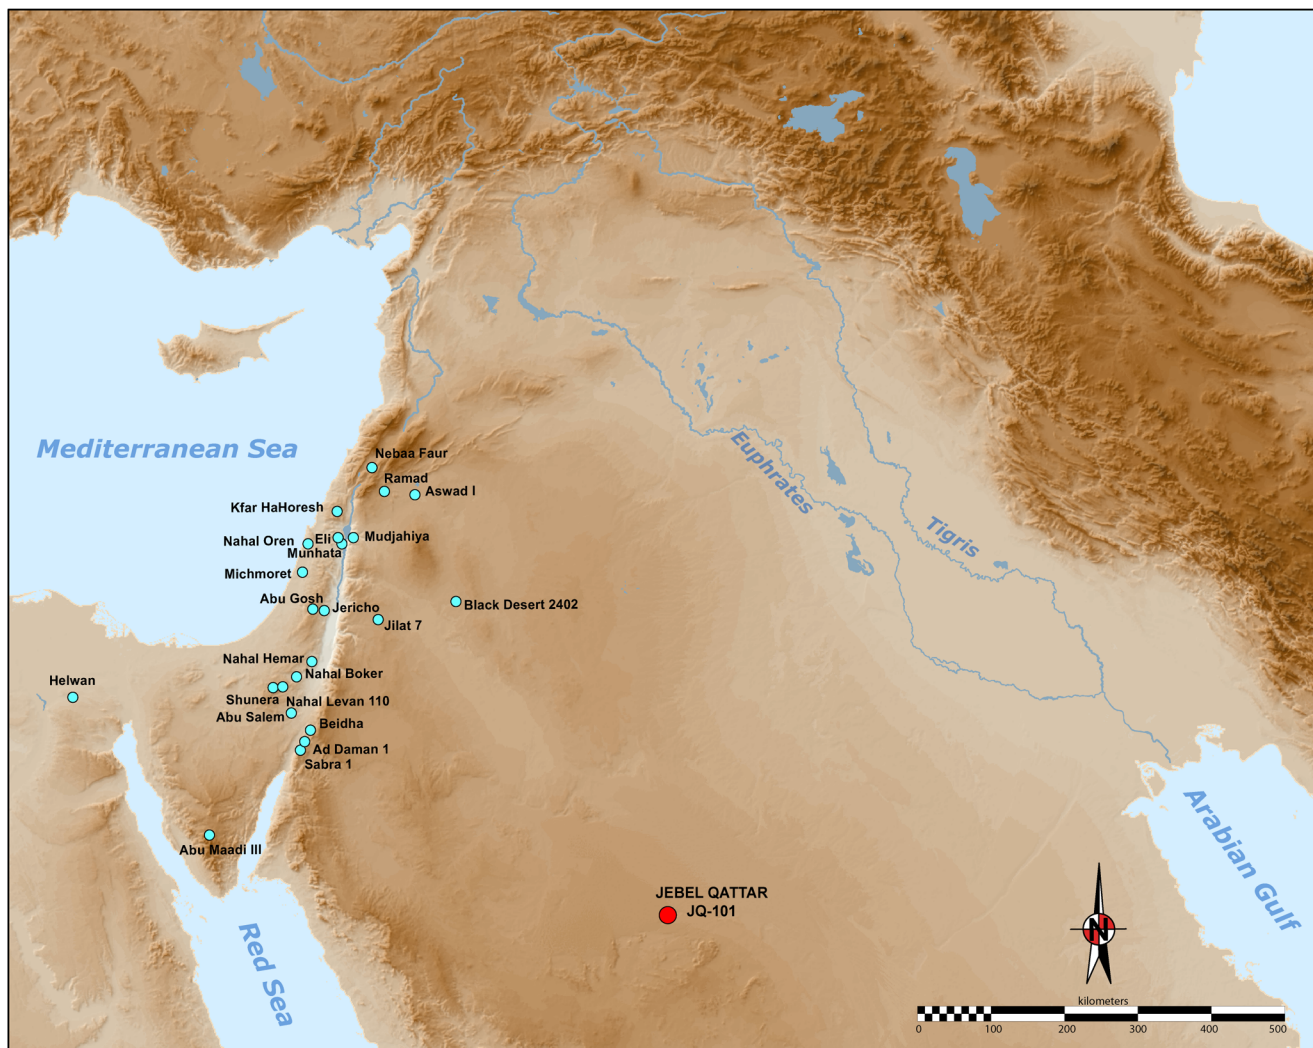 Mediterranean Sea
Nebaa Faur
Ramad
Aswad I
Kfar HaHoresh
Nahal Oren
Eli
Mudjahiya
Munhata
Michmoret
Abu Gosh
Jericho
Black Desert 2402
Jilat 7
Nahal Hemar
Nahal Boker
Helwan
Shunera
Nahal Levan 110
Abu Salem
Beidha
Ad Daman 1
Sabra 1
Abu Maadi III
Euphrates
Tigris
Arabian Gulf
Red Sea
JEBEL QATTAR
JQ-101
N
kilometers
0 100 200 300 400 500